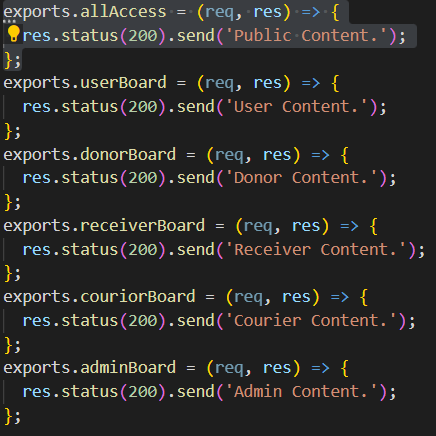 exports.allAccess = (req, res) => {
  res.status(200).send('Public Content.');
};
exports.userBoard = (req, res) => {
  res.status(200).send('User Content.');
};
exports.donorBoard = (req, res) => {
  res.status(200).send('Donor Content.');
};
exports.receiverBoard = (req, res) => {
  res.status(200).send('Receiver Content.');
};
exports.couriorBoard = (req, res) => {
  res.status(200).send('Courier Content.');
};
exports.adminBoard = (req, res) => {
  res.status(200).send('Admin Content.');
};